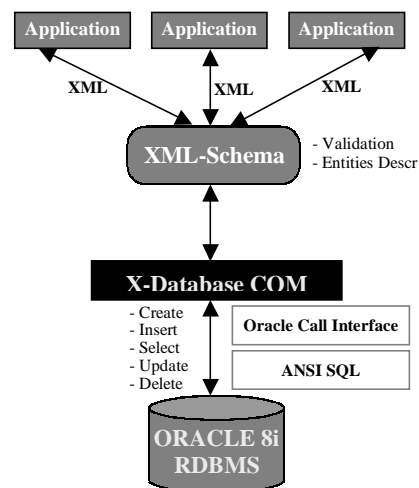 Application Application Application
XML XML XML
XML-Schema
- Validation
- Entities Descr
X-Database COM
- Create
- Insert
- Select
- Update
- Delete
Oracle Call Interface
ANSI SQL
ORACLE 8i
RDBMS